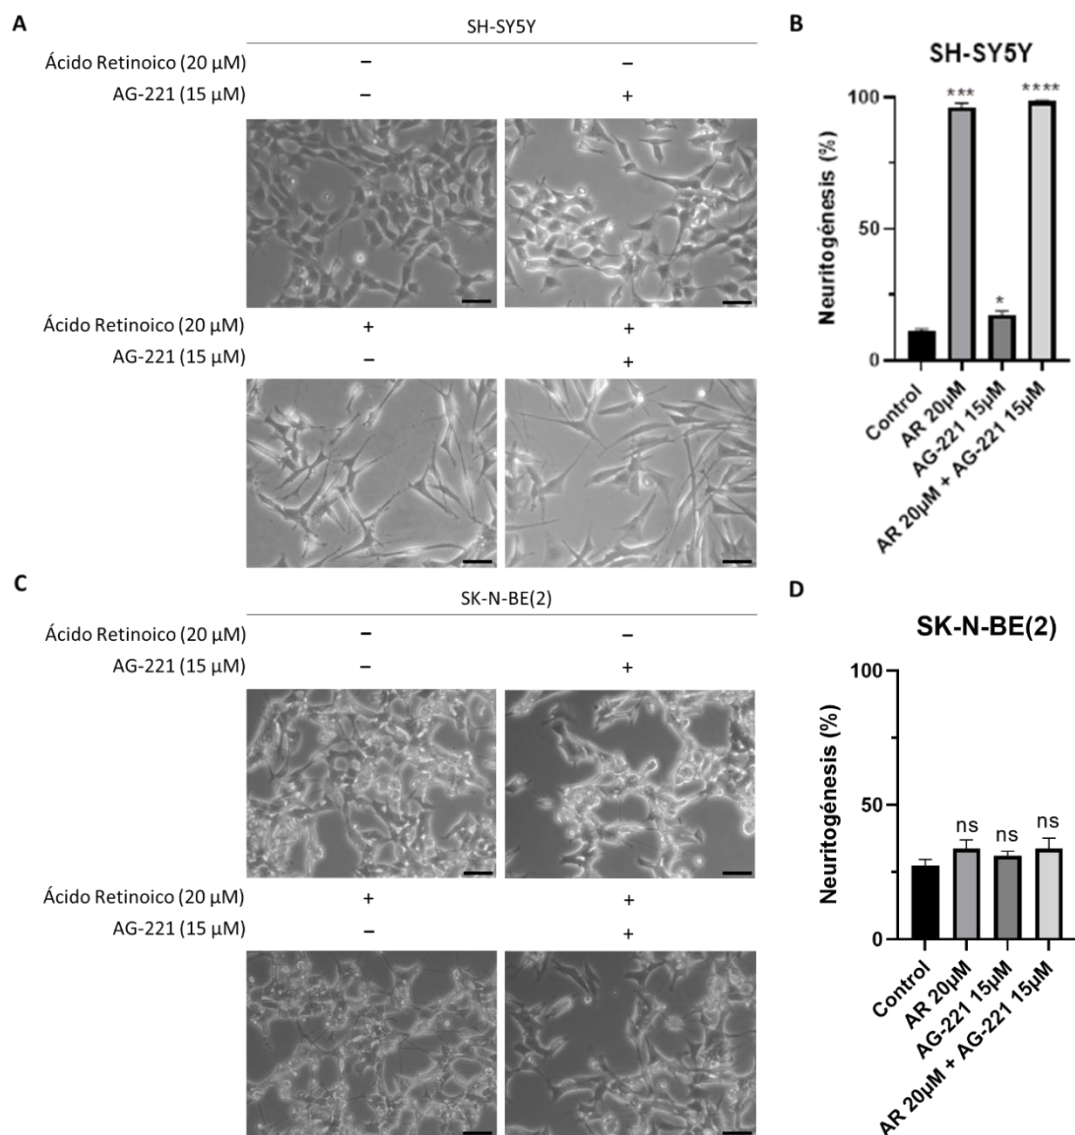 A
SH-SY5Y
Ácido Retinoico (20 µM) – –
AG-221 (15 µM) – +
Ácido Retinoico (20 µM) + +
AG-221 (15 µM) – +
B
SH-SY5Y
Neuritogénesis (%)
100
50
0
***
*
****
Control
AR 20µM
AG-221 15µM
AR 20µM + AG-221 15µM
C
SK-N-BE(2)
Ácido Retinoico (20 µM) – –
AG-221 (15 µM) – +
Ácido Retinoico (20 µM) + +
AG-221 (15 µM) – +
D
SK-N-BE(2)
Neuritogénesis (%)
100
50
0
ns
ns
ns
Control
AR 20µM
AG-221 15µM
AR 20µM + AG-221 15µM